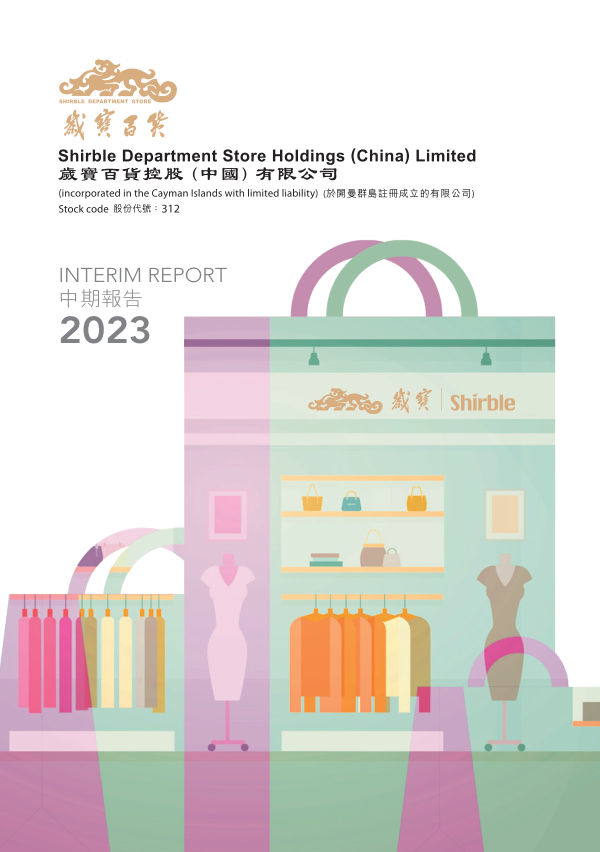 SHIRBLE DEPARTMENT STORE
歲寶百貨
Shirble Department Store Holdings (China) Limited
歲寶百貨控股(中國)有限公司
(incorporated in the Cayman Islands with limited liability) (於開曼群島註冊成立的有限公司)
Stock code 股份代號:312
INTERIM REPORT
中期報告
2023
歲寶 Shirble